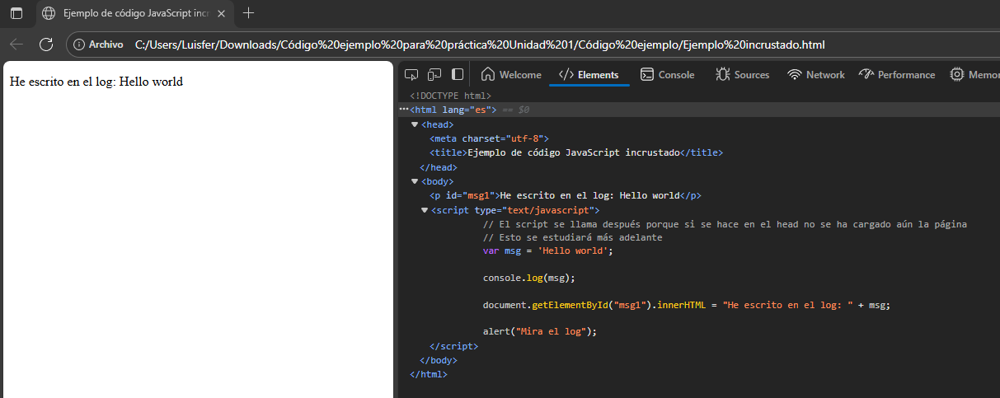 Ejemplo de código JavaScript incr
Archivo C:/Users/Luisfer/Downloads/Código%20ejemplo%20para%20práctica%20Unidad%201/Código%20ejemplo/Ejemplo%20incrustado.html
He escrito en el log: Hello world
Welcome Elements Console Sources Network Performance Memor
<!DOCTYPE html>
<html lang="es"> == $0
<head>
<meta charset="utf-8">
<title>Ejemplo de código JavaScript incrustado</title>
</head>
<body>
<p id="msg1">He escrito en el log: Hello world</p>
<script type="text/javascript">
// El script se llama después porque si se hace en el head no se ha cargado aún la página
// Esto se estudiará más adelante
var msg = 'Hello world';
console.log(msg);
document.getElementById("msg1").innerHTML = "He escrito en el log: " + msg;
alert("Mira el log");
</script>
</body>
</html>